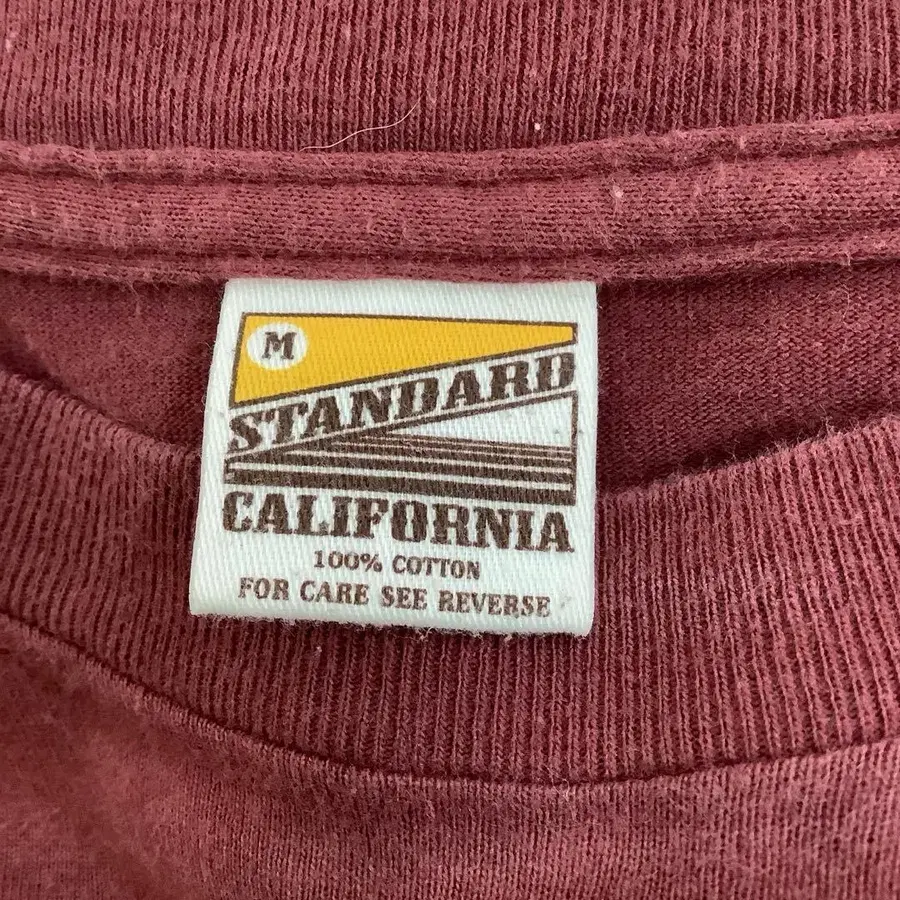 M
STANDARD
CALIFORNIA
100% COTTON
FOR CARE SEE REVERSE